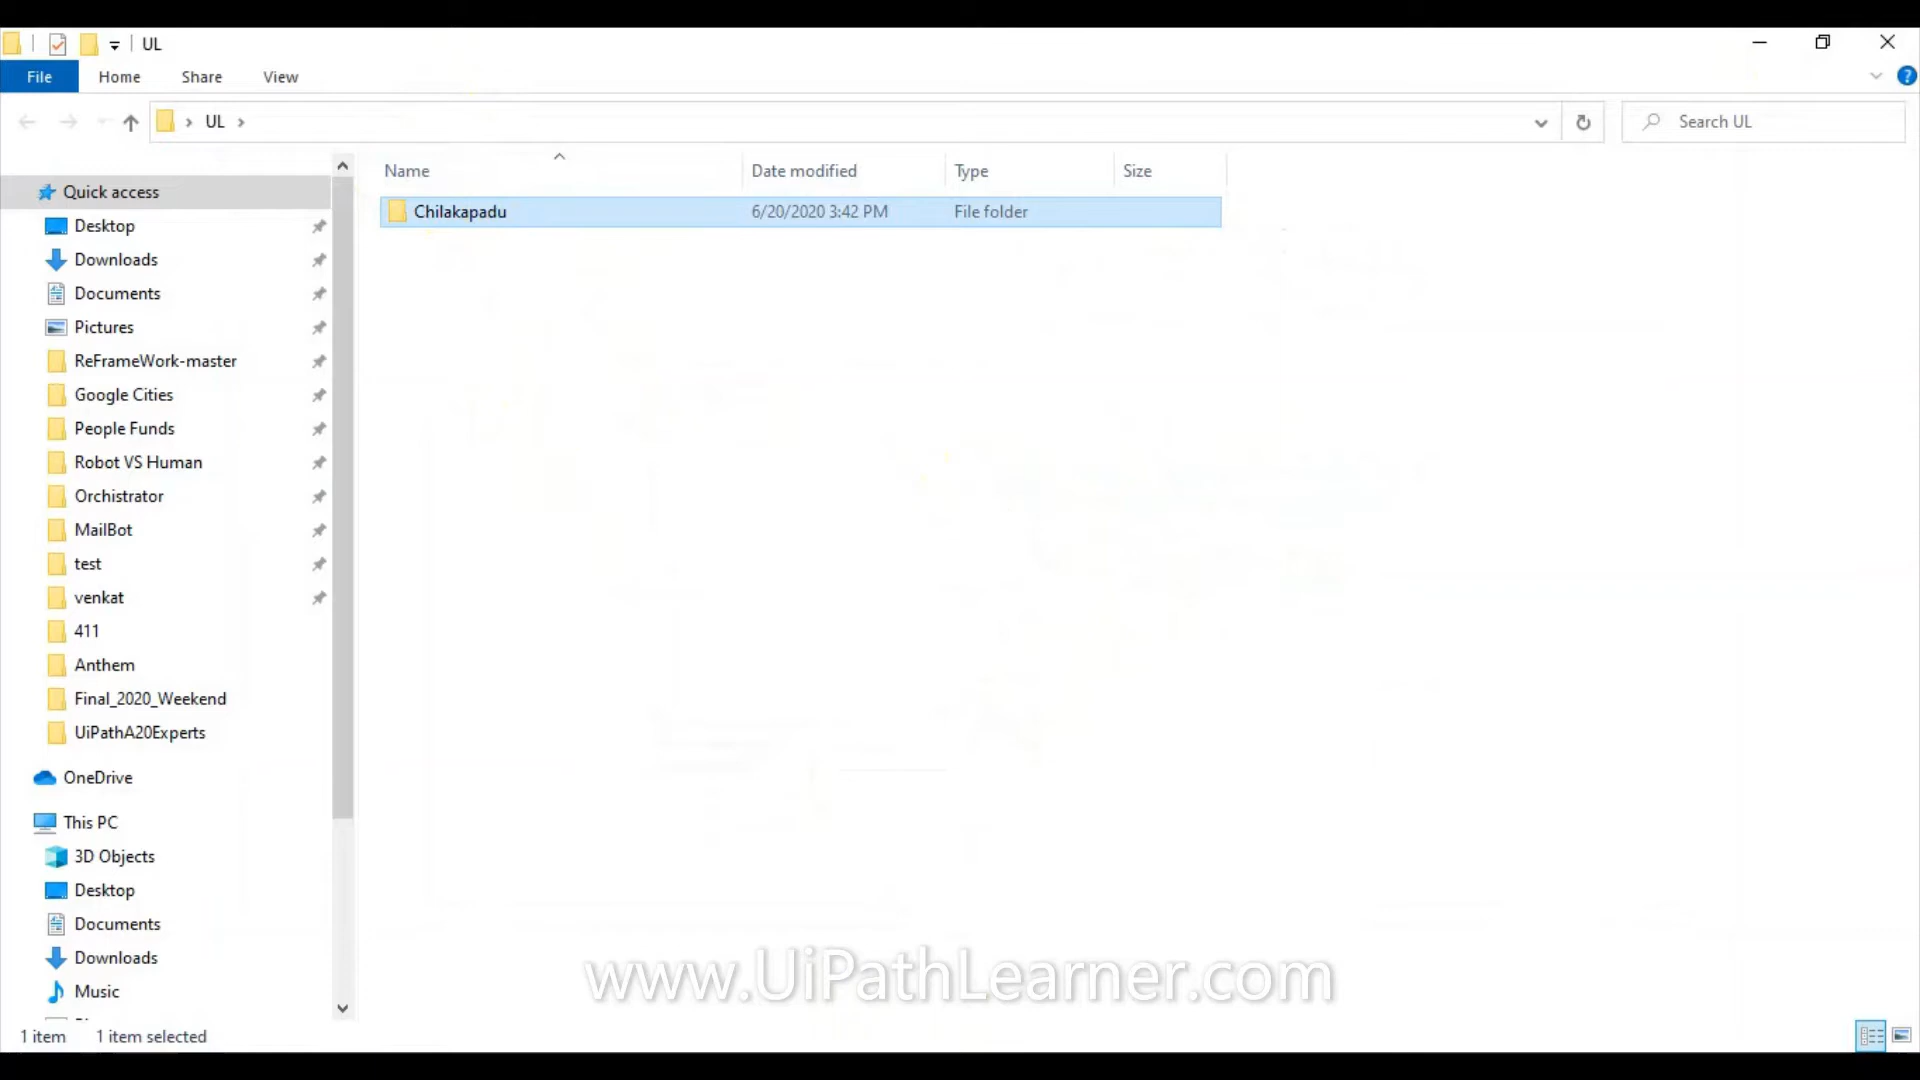 UL
File Home Share View
UL
Search UL
Name Date modified Type Size
Quick access
Chilakapadu 6/20/2020 3:42 PM File folder
Desktop
Downloads
Documents
Pictures
ReFrameWork-master
Google Cities
People Funds
Robot VS Human
Orchistrator
MailBot
test
venkat
411
Anthem
Final_2020_Weekend
UiPathA20Experts
OneDrive
This PC
3D Objects
Desktop
Documents
Downloads
Music
www.UiPathLearner.com
1 item 1 item selected